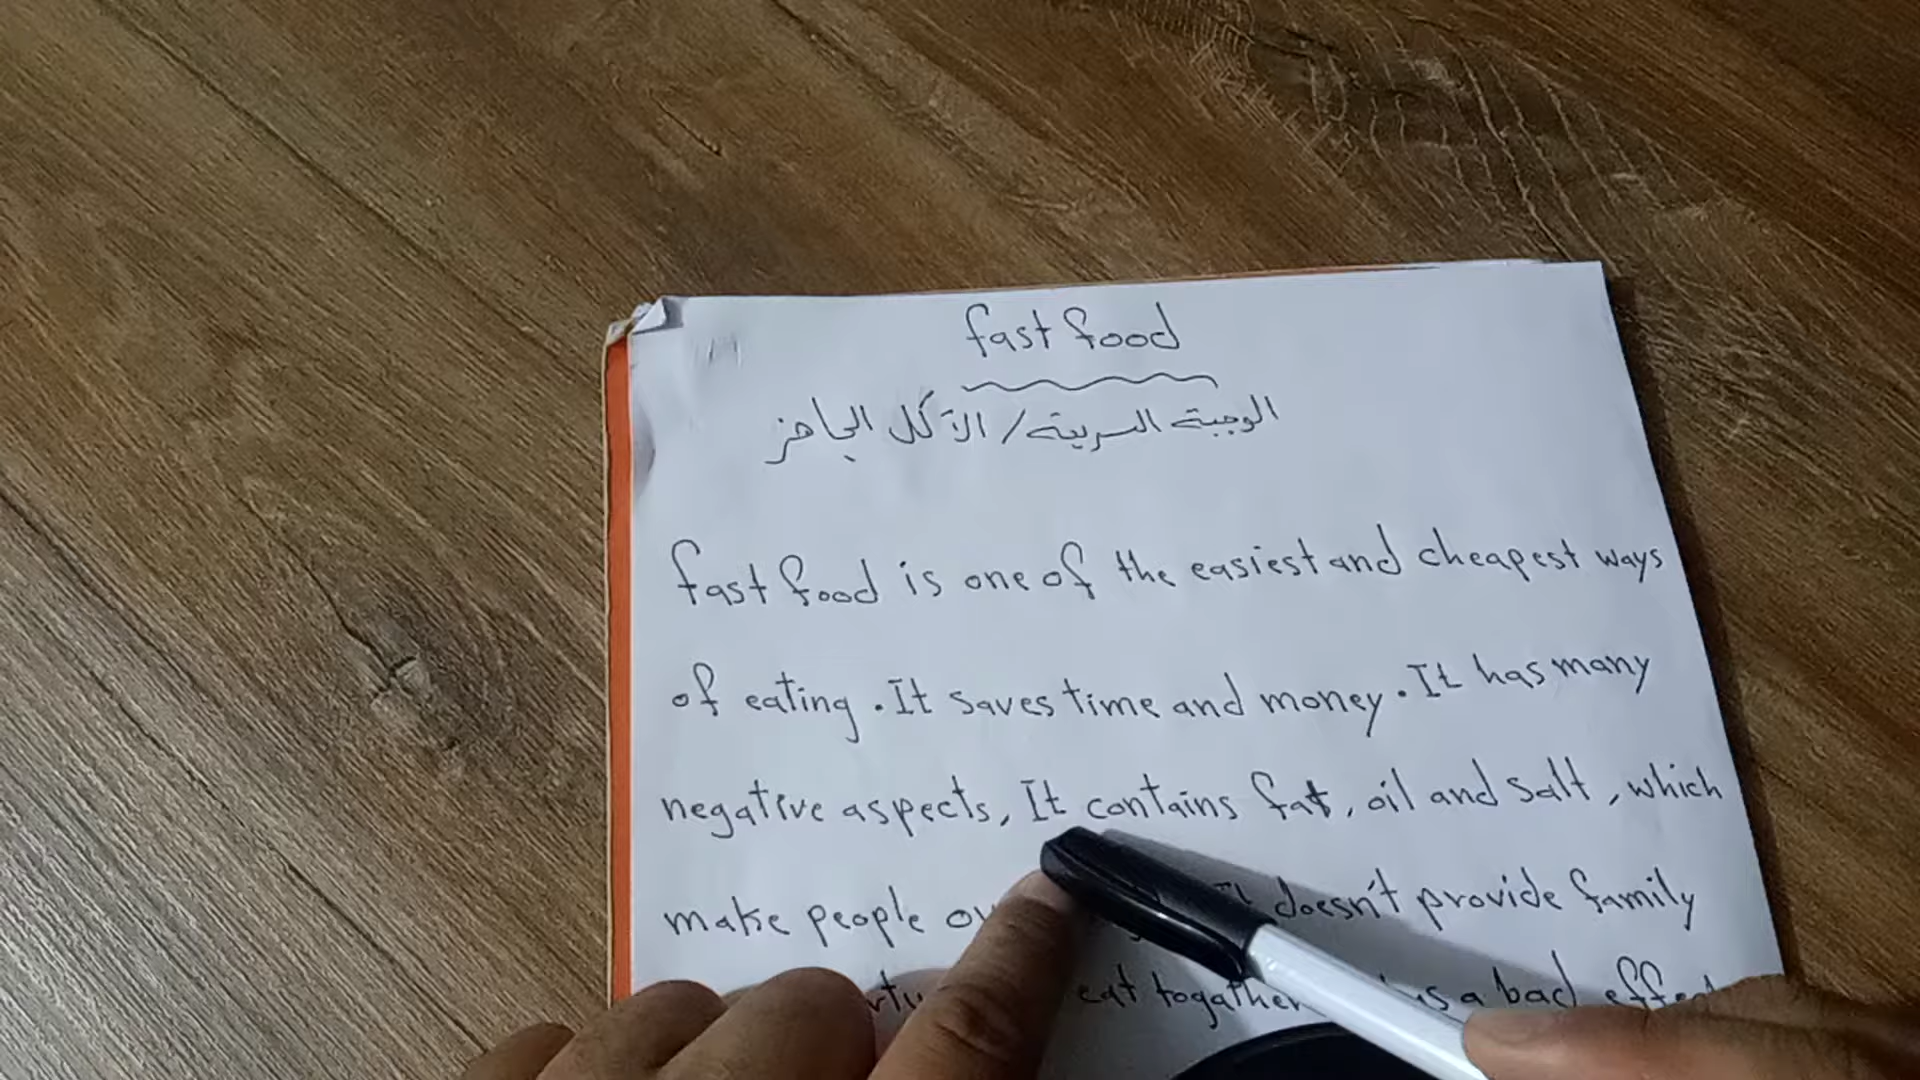 fast food
الوجبة السريعة / الأكل الجاهز
fast food is one of the easiest and cheapest ways
of eating . It saves time and money . It has many
negative aspects, It contains fat, oil and salt, which
make people doesn't provide family
eat togather a bad